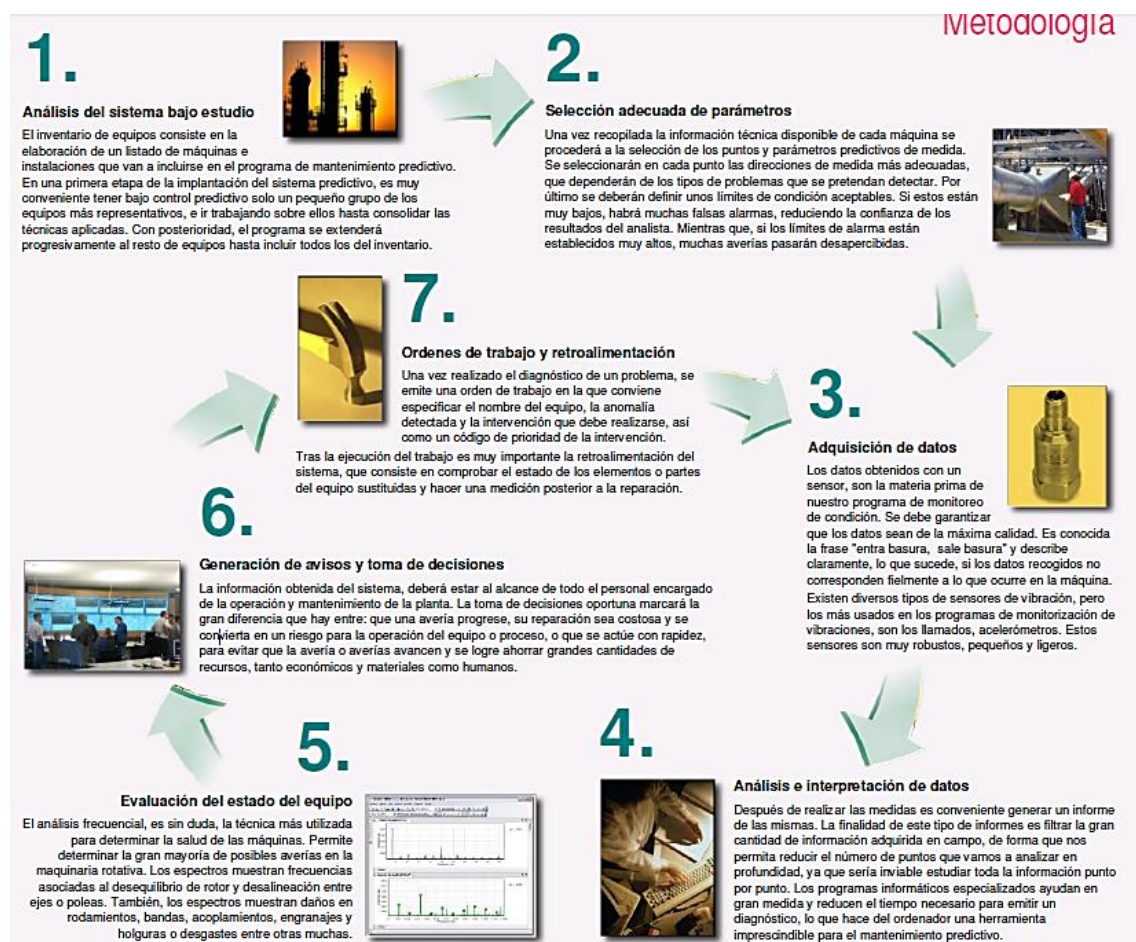 Metodología
1.
Análisis del sistema bajo estudio
El inventario de equipos consiste en la
elaboración de un listado de máquinas e
instalaciones que van a incluirse en el programa de mantenimiento predictivo.
En una primera etapa de la implantación del sistema predictivo, es muy
conveniente tener bajo control predictivo solo un pequeño grupo de los
equipos más representativos, e ir trabajando sobre ellos hasta consolidar las
técnicas aplicadas. Con posterioridad, el programa se extenderá
progresivamente al resto de equipos hasta incluir todos los del inventario.
2.
Selección adecuada de parámetros
Una vez recopilada la información técnica disponible de cada máquina se
procederá a la selección de los puntos y parámetros predictivos de medida.
Se seleccionarán en cada punto las direcciones de medida más adecuadas,
que dependerán de los tipos de problemas que se pretendan detectar. Por
último se deberán definir unos límites de condición aceptables. Si estos están
muy bajos, habrá muchas falsas alarmas, reduciendo la confianza de los
resultados del analista. Mientras que, si los límites de alarma están
establecidos muy altos, muchas averías pasarán desapercibidas.
7.
Ordenes de trabajo y retroalimentación
Una vez realizado el diagnóstico de un problema, se
emite una orden de trabajo en la que conviene
especificar el nombre del equipo, la anomalía
detectada y la intervención que debe realizarse, así
como un código de prioridad de la intervención.
Tras la ejecución del trabajo es muy importante la retroalimentación del
sistema, que consiste en comprobar el estado de los elementos o partes
del equipo sustituidas y hacer una medición posterior a la reparación.
3.
Adquisición de datos
Los datos obtenidos con un
sensor, son la materia prima de
nuestro programa de monitoreo
de condición. Se debe garantizar
que los datos sean de la máxima calidad. Es conocida
la frase "entra basura, sale basura" y describe
claramente, lo que sucede, si los datos recogidos no
corresponden fielmente a lo que ocurre en la máquina.
Existen diversos tipos de sensores de vibración, pero
los más usados en los programas de monitorización de
vibraciones, son los llamados, acelerómetros. Estos
sensores son muy robustos, pequeños y ligeros.
6.
Generación de avisos y toma de decisiones
La información obtenida del sistema, deberá estar al alcance de todo el personal encargado
de la operación y mantenimiento de la planta. La toma de decisiones oportuna marcará la
gran diferencia que hay entre: que una avería progrese, su reparación sea costosa y se
convierta en un riesgo para la operación del equipo o proceso, o que se actúe con rapidez,
para evitar que la avería o averías avancen y se logre ahorrar grandes cantidades de
recursos, tanto económicos y materiales como humanos.
5.
Evaluación del estado del equipo
El análisis frecuencial, es sin duda, la técnica más utilizada
para determinar la salud de las máquinas. Permite
determinar la gran mayoría de posibles averías en la
maquinaria rotativa. Los espectros muestran frecuencias
asociadas al desequilibrio de rotor y desalineación entre
ejes o poleas. También, los espectros muestran daños en
rodamientos, bandas, acoplamientos, engranajes y
holguras o desgastes entre otras muchas.
4.
Análisis e interpretación de datos
Después de realizar las medidas es conveniente generar un informe
de las mismas. La finalidad de este tipo de informes es filtrar la gran
cantidad de información adquirida en campo, de forma que nos
permita reducir el número de puntos que vamos a analizar en
profundidad, ya que sería inviable estudiar toda la información punto
por punto. Los programas informáticos especializados ayudan en
gran medida y reducen el tiempo necesario para emitir un
diagnóstico, lo que hace del ordenador una herramienta
imprescindible para el mantenimiento predictivo.